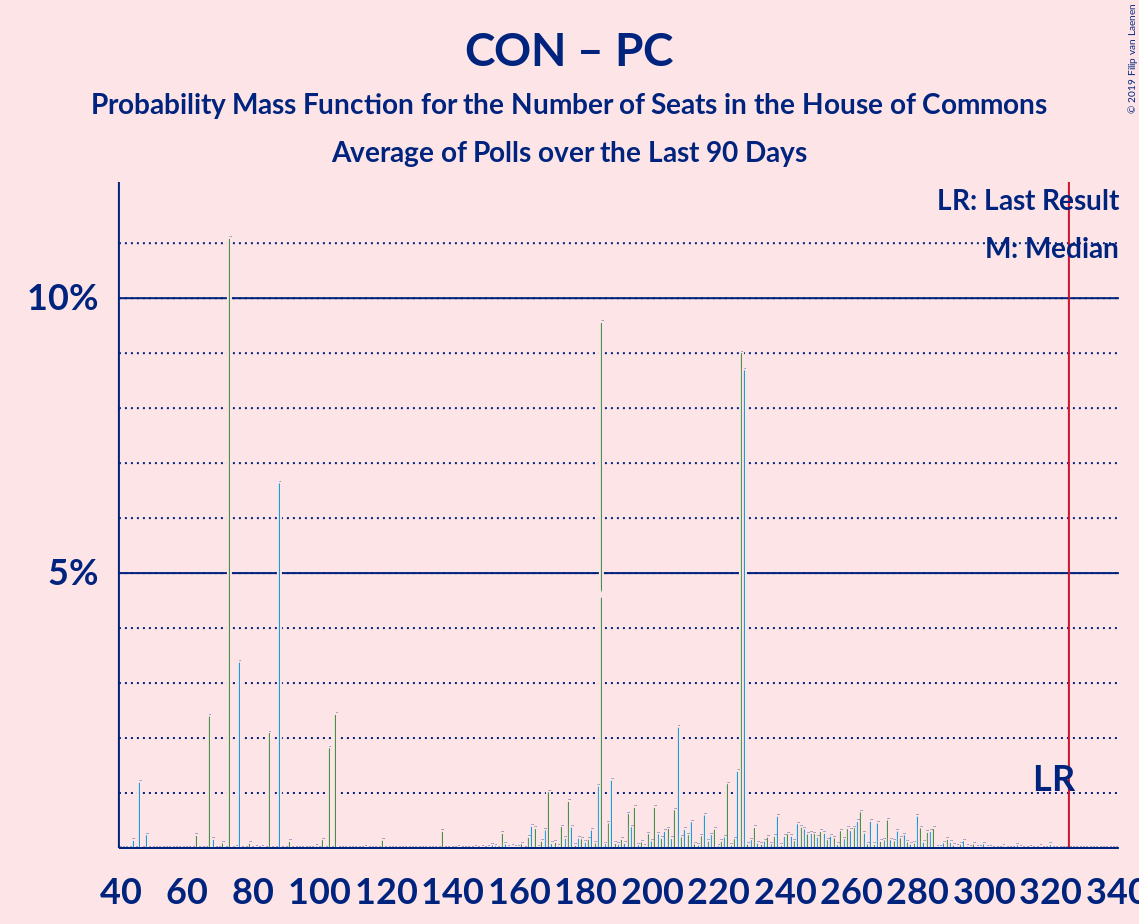 CON – PC
Probability Mass Function for the Number of Seats in the House of Commons
Average of Polls over the Last 90 Days
© 2019 Filip van Laenen
LR: Last Result
M: Median
10%
5%
LR
40 60 80 100 120 140 160 180 200 220 240 260 280 300 320 340